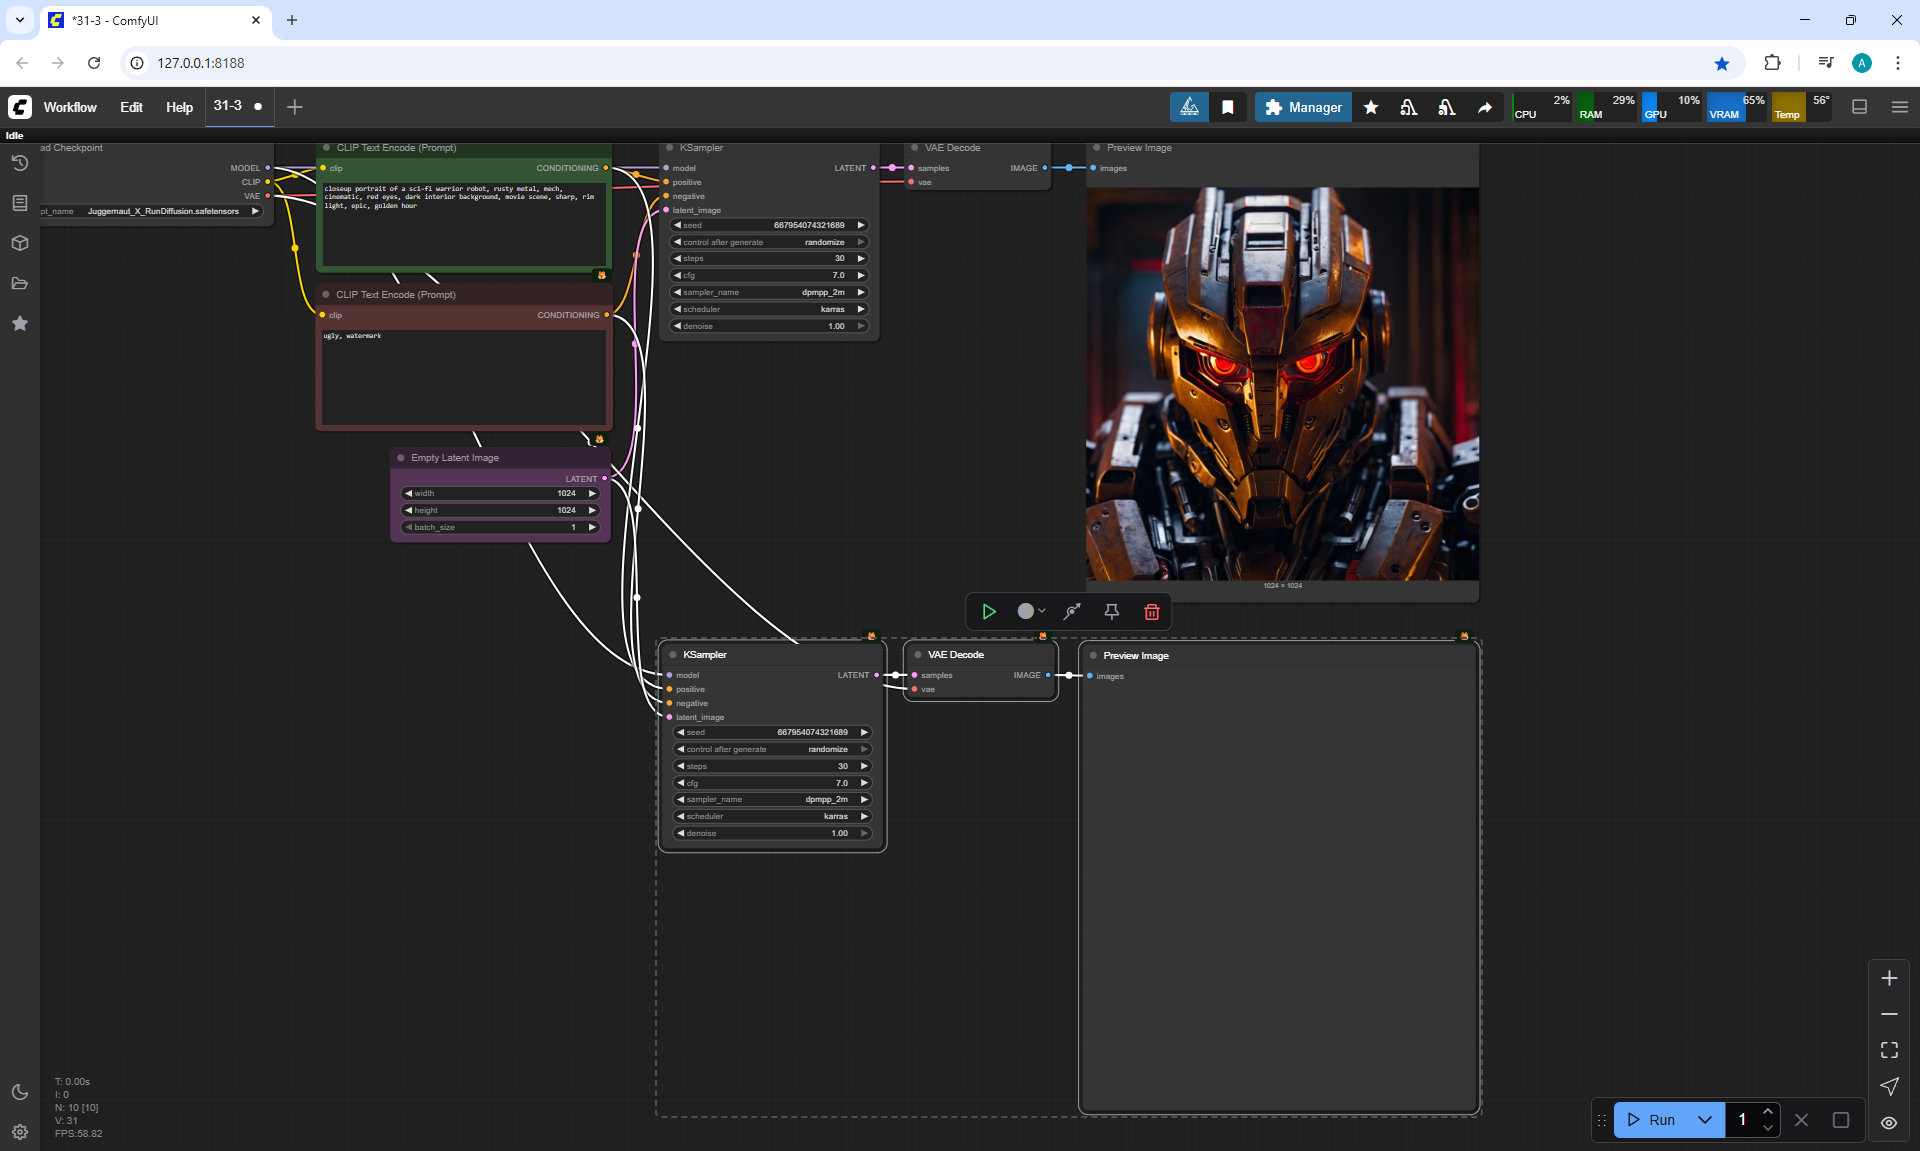 *31-3 - ComfyUI
127.0.0.1:8188
A
Workflow Edit Help 31-3
Manager
CPU 2% RAM 29% GPU 10% VRAM 65% Temp 56°
Idle
ad Checkpoint
MODEL
CLIP
VAE
pt_name Juggernaut_X_RunDiffusion.safetensors
CLIP Text Encode (Prompt)
clip CONDITIONING
closeup portrait of a sci-fi warrior robot, rusty metal, mech,
cinematic, red eyes, dark interior background, movie scene, sharp, rim
light, epic, golden hour
CLIP Text Encode (Prompt)
clip CONDITIONING
ugly, watermark
Empty Latent Image
LATENT
width 1024
height 1024
batch_size 1
KSampler
model LATENT
positive
negative
latent_image
seed 667954074321689
control after generate randomize
steps 30
cfg 7.0
sampler_name dpmpp_2m
scheduler karras
denoise 1.00
VAE Decode
samples IMAGE
vae
Preview Image
images
1024 × 1024
KSampler
model LATENT
positive
negative
latent_image
seed 667954074321689
control after generate randomize
steps 30
cfg 7.0
sampler_name dpmpp_2m
scheduler karras
denoise 1.00
VAE Decode
samples IMAGE
vae
Preview Image
images
T: 0.00s
I: 0
N: 10 [10]
V: 31
FPS:58.82
Run 1